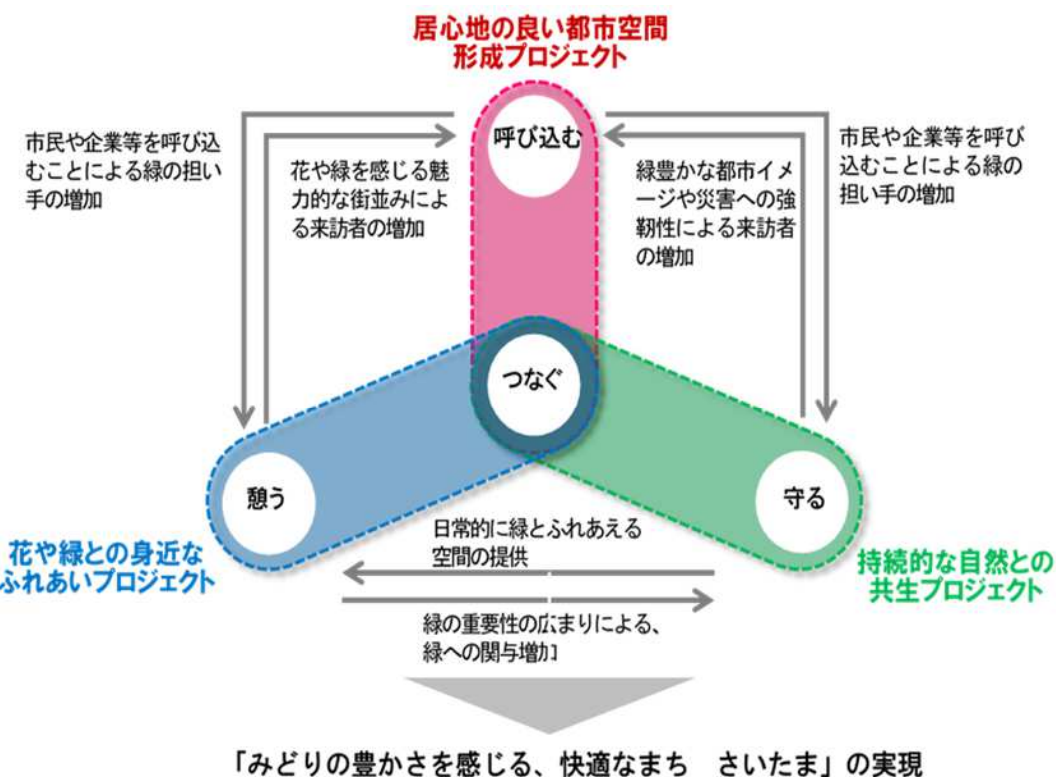 居心地の良い都市空間
形成プロジェクト
呼び込む
市民や企業等を呼び込
むことによる緑の担い
手の増加
花や緑を感じる魅
力的な街並みによ
る来訪者の増加
緑豊かな都市イメ
ージや災害への強
靭性による来訪者
の増加
市民や企業等を呼び
込むことによる緑の
担い手の増加
つなぐ
憩う
守る
花や緑との身近な
ふれあいプロジェクト
日常的に緑とふれあえる
空間の提供
持続的な自然との
共生プロジェクト
緑の重要性の広まりによる、
緑への関与増加
「みどりの豊かさを感じる、快適なまち　さいたま」の実現